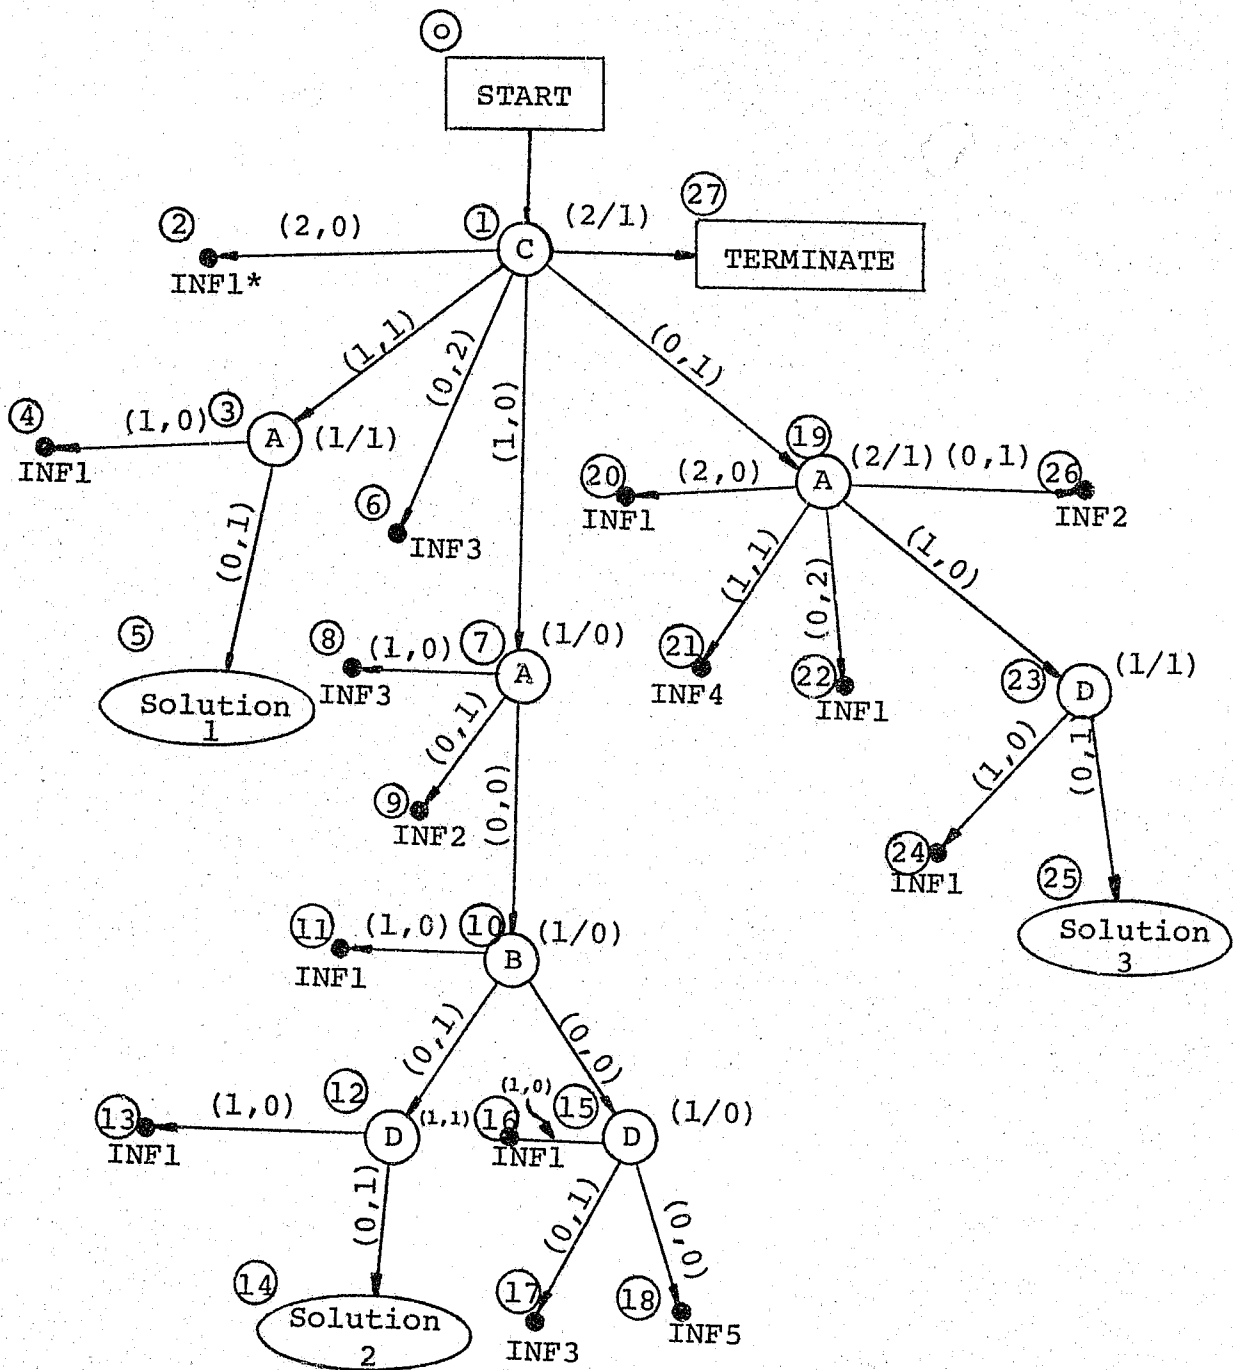 0
START
27
2
(2,0)
1
C
(2/1)
TERMINATE
INF1*
(1,1)
(0,2)
(1,0)
(0,1)
4
(1,0)
3
A
(1/1)
INF1
19
A
(2/1) (0,1)
20
(2,0)
26
INF1
INF2
6
INF3
(0,1)
(1,1)
(0,2)
(1,0)
5
Solution
1
8
(1,0)
7
A
(1/0)
INF3
21
INF4
22
INF1
23
D
(1/1)
(0,1)
(0,0)
9
INF2
(1,0)
(0,1)
24
INF1
25
Solution
3
11
(1,0)
10
B
(1/0)
INF1
(0,1)
(0,0)
13
(1,0)
12
D
(1,1)
INF1
16
(1,0)
15
D
(1/0)
INF1
(0,1)
(0,1)
(0,0)
14
Solution
2
17
INF3
18
INF5